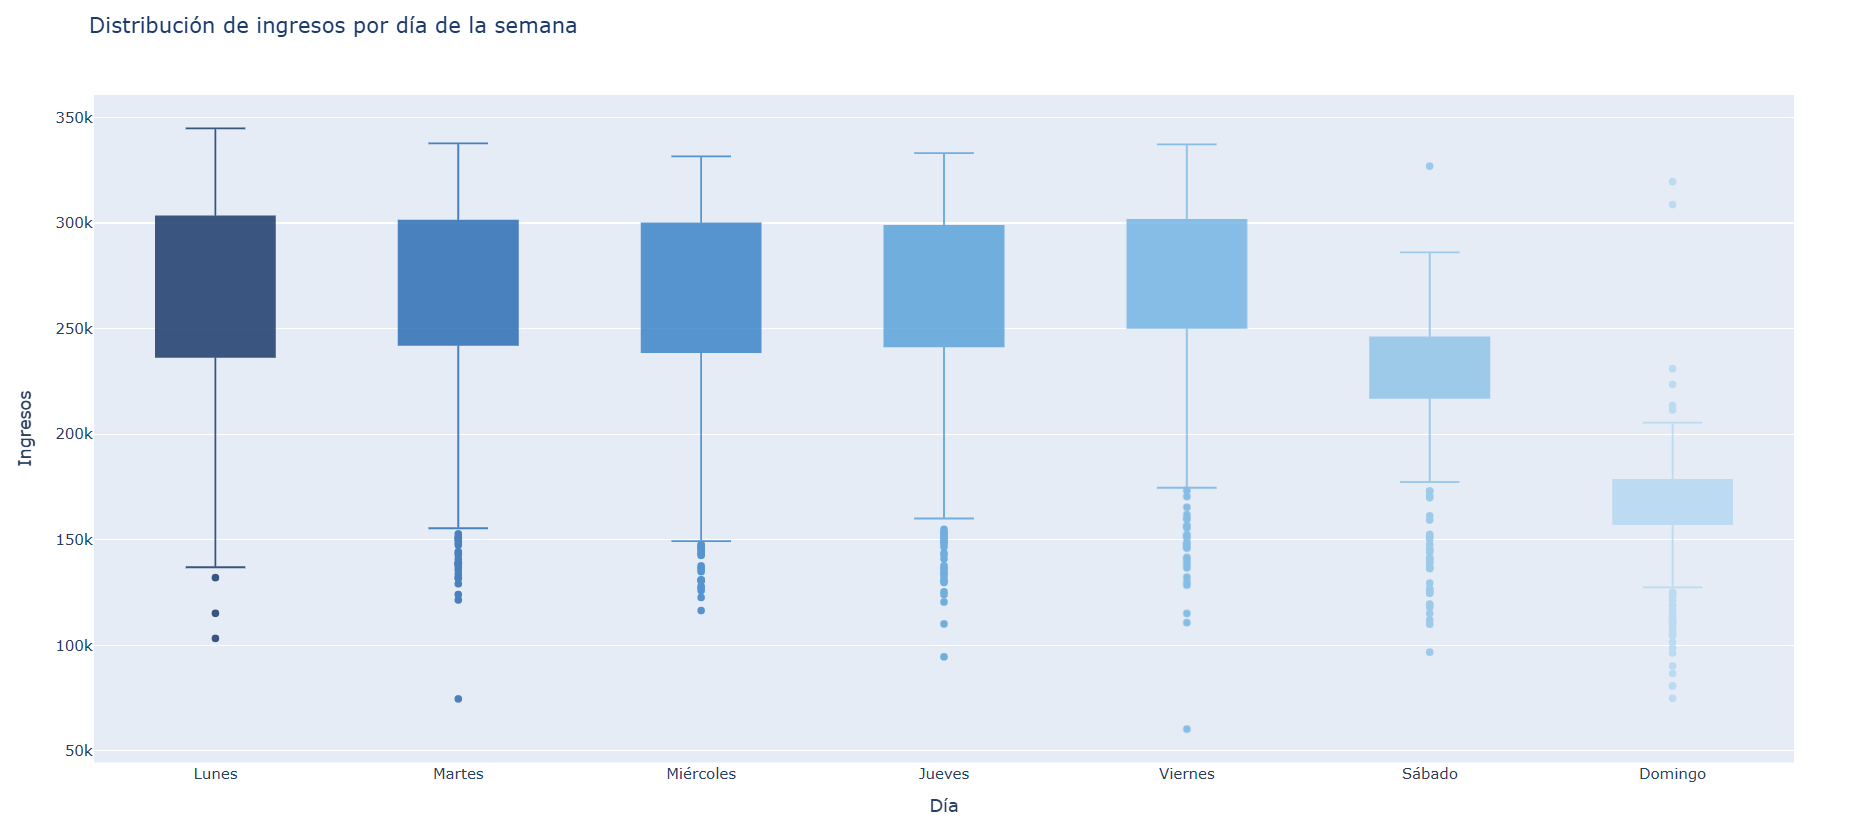 Distribución de ingresos por día de la semana
350k
300k
250k
200k
150k
100k
50k
Ingresos
Lunes
Martes
Miércoles
Jueves
Viernes
Sábado
Domingo
Día